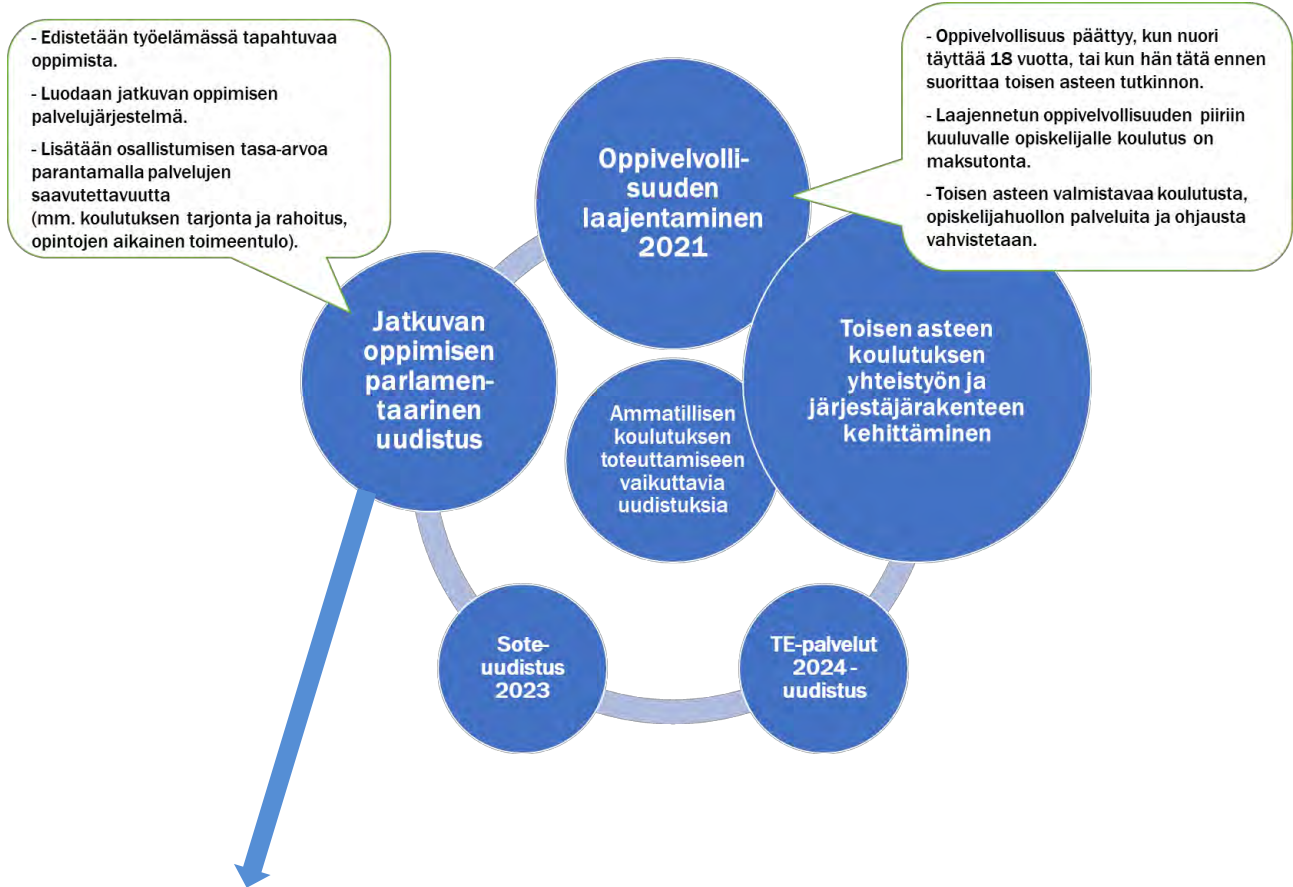 - Edistetään työelämässä tapahtuvaa
oppimista.
- Luodaan jatkuvan oppimisen
palvelujärjestelmä.
- Lisätään osallistumisen tasa-arvoa
parantamalla palvelujen
saavutettavuutta
(mm. koulutuksen tarjonta ja rahoitus,
opintojen aikainen toimeentulo).
- Oppivelvollisuus päättyy, kun nuori
täyttää 18 vuotta, tai kun hän tätä ennen
suorittaa toisen asteen tutkinnon.
- Laajennetun oppivelvollisuuden piiriin
kuuluvalle opiskelijalle koulutus on
maksutonta.
- Toisen asteen valmistavaa koulutusta,
opiskelijahuollon palveluita ja ohjausta
vahvistetaan.
Oppivelvolli-
suuden
laajentaminen
2021
Jatkuvan
oppimisen
parlamen-
taarinen
uudistus
Toisen asteen
koulutuksen
yhteistyön ja
järjestäjärakenteen
kehittäminen
Ammatillisen
koulutuksen
toteuttamiseen
vaikuttavia
uudistuksia
Sote-
uudistus
2023
TE-palvelut
2024 -
uudistus